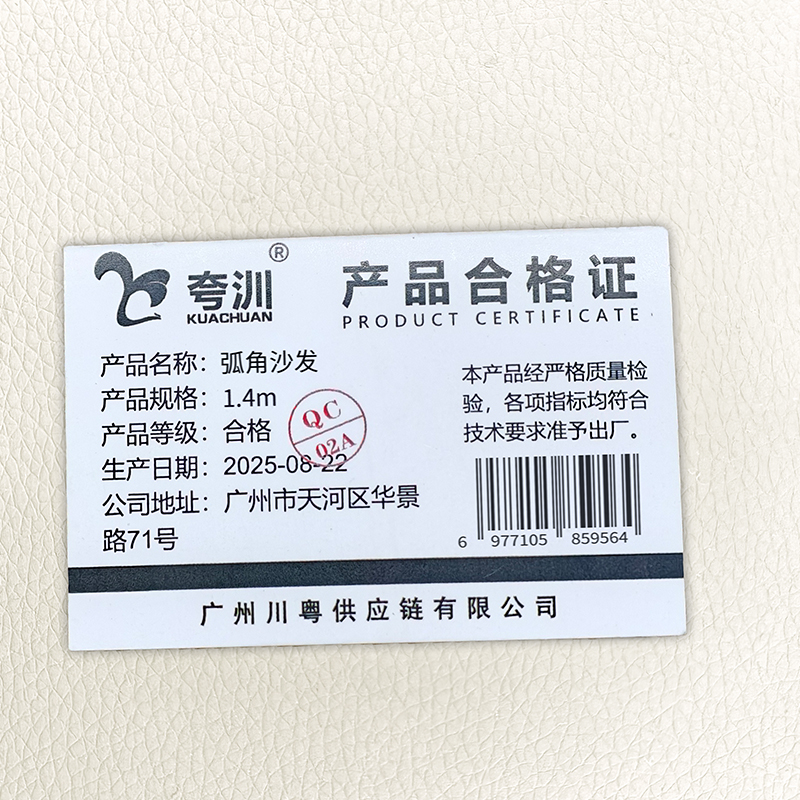 夸洲®
KUACHUAN
产品合格证
PRODUCT CERTIFICATE
产品名称：弧角沙发
产品规格：1.4m
产品等级：合格
生产日期：2025-08-22
公司地址：广州市天河区华景
路71号
QC
02A
本产品经严格质量检
验，各项指标均符合
技术要求准予出厂。
6 977105 859564
广州川粤供应链有限公司